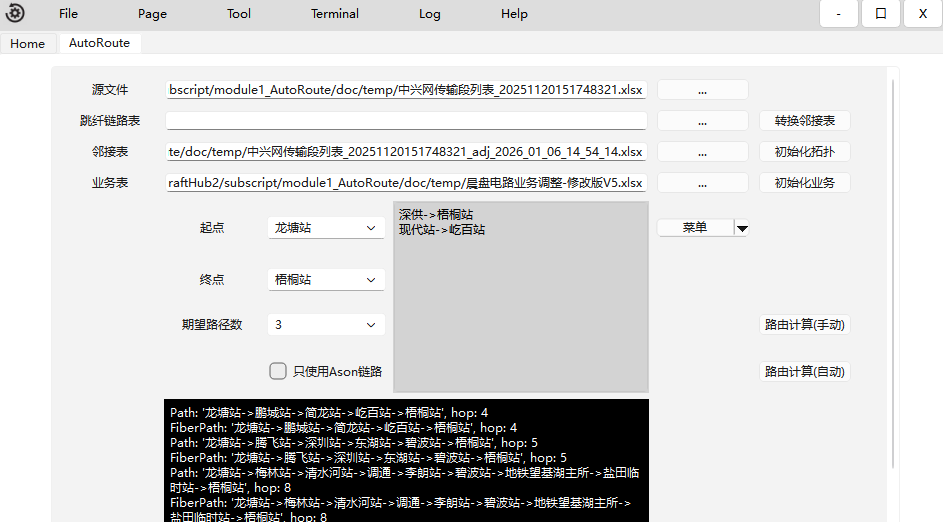 File Page Tool Terminal Log Help - 口 X
Home AutoRoute
源文件 bscript/module1_AutoRoute/doc/temp/中兴网传输段列表_20251120151748321.xlsx ...
跳纤链路表 ... 转换邻接表
邻接表 te/doc/temp/中兴网传输段列表_20251120151748321_adj_2026_01_06_14_54_14.xlsx ... 初始化拓扑
业务表 raftHub2/subscript/module1_AutoRoute/doc/temp/晨盘电路业务调整-修改版V5.xlsx ... 初始化业务
深供->梧桐站
起点 龙塘站 现代站->屹百站 菜单
终点 梧桐站
期望路径数 3 路由计算(手动)
只使用Ason链路 路由计算(自动)
Path: '龙塘站->鹏城站->简龙站->屹百站->梧桐站', hop: 4
FiberPath: '龙塘站->鹏城站->简龙站->屹百站->梧桐站', hop: 4
Path: '龙塘站->腾飞站->深圳站->东湖站->碧波站->梧桐站', hop: 5
FiberPath: '龙塘站->腾飞站->深圳站->东湖站->碧波站->梧桐站', hop: 5
Path: '龙塘站->梅林站->清水河站->调通->李朗站->碧波站->地铁望基湖主所->盐田临
时站->梧桐站', hop: 8
FiberPath: '龙塘站->梅林站->清水河站->调通->李朗站->碧波站->地铁望基湖主所->
盐田临时站->梧桐站', hop: 8